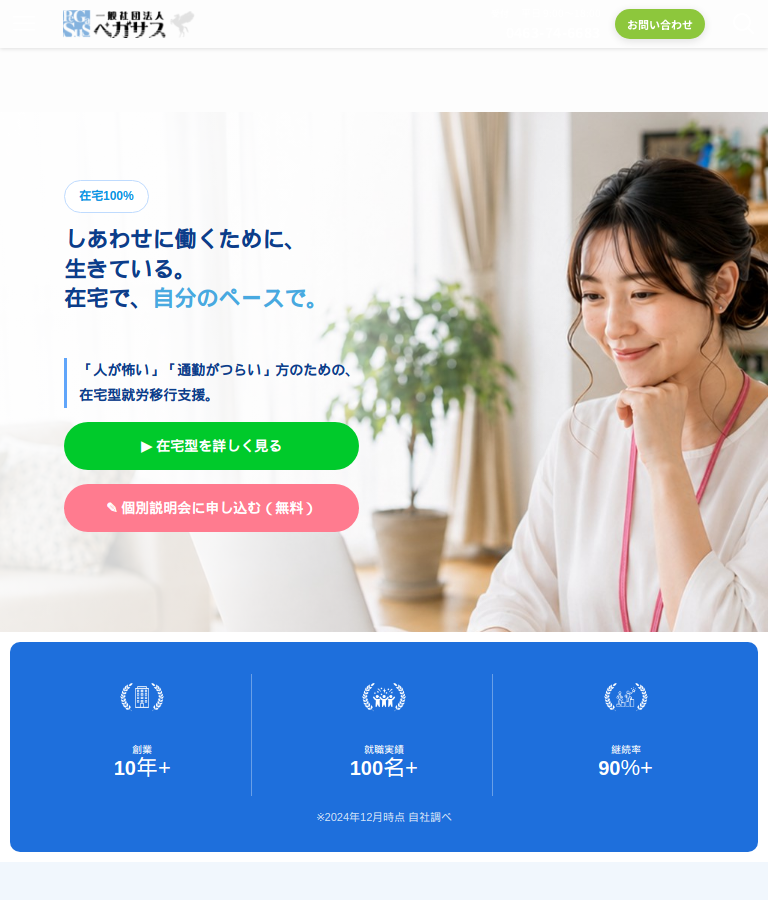 PG
SS
一般社団法人
ペガサス
お問い合わせ
在宅100%
しあわせに働くために、
生きている。
在宅で、自分のペースで。
「人が怖い」「通勤がつらい」方のための、
在宅型就労移行支援。
▶ 在宅型を詳しく見る
✎ 個別説明会に申し込む（無料）
創業
10年+
就職実績
100名+
継続率
90%+
※2024年12月時点 自社調べ